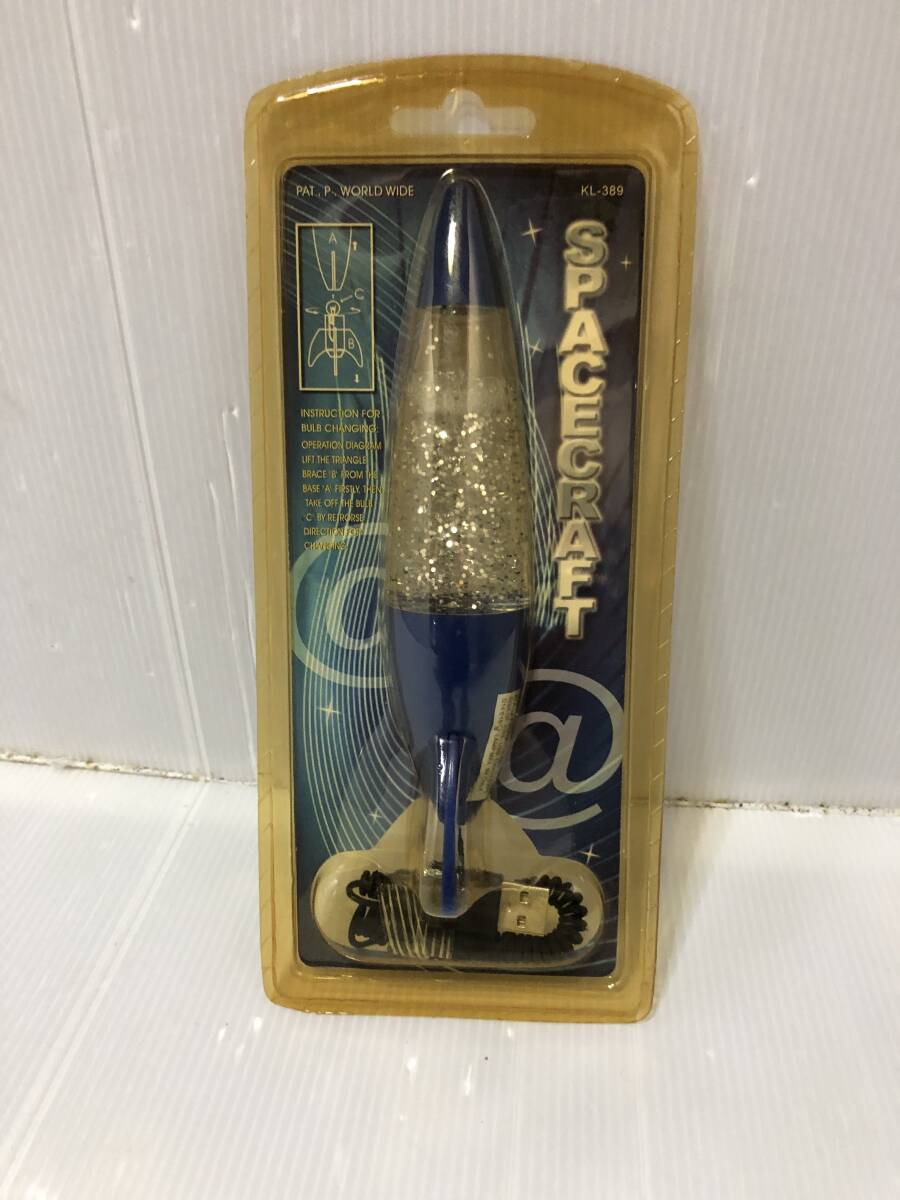 PAT . P . WORLD WIDE
KL-389
A
C
B
SPACECRAFT
INSTRUCTION FOR
BULB CHANGING:
OPERATION DIAGRAM
LIFT THE TRIANGLE
BRACE 'B' FROM THE
BASE 'A' FIRSTLY, THEN
TAKE OFF THE BULB
'C' BY RETRORSE
DIRECTION FOR
CHANGING
@
@